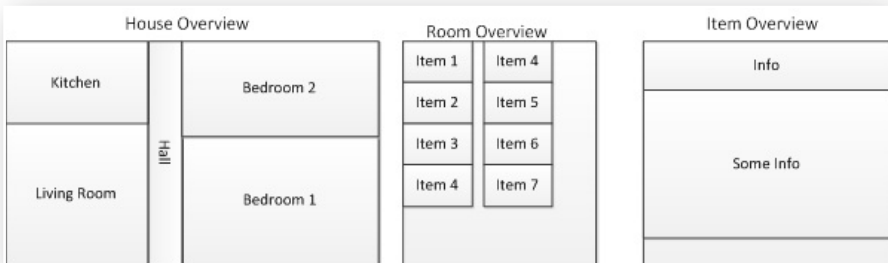 House Overview
Kitchen
Living Room
Hall
Bedroom 2
Bedroom 1
Room Overview
Item 1
Item 2
Item 3
Item 4
Item 4
Item 5
Item 6
Item 7
Item Overview
Info
Some Info